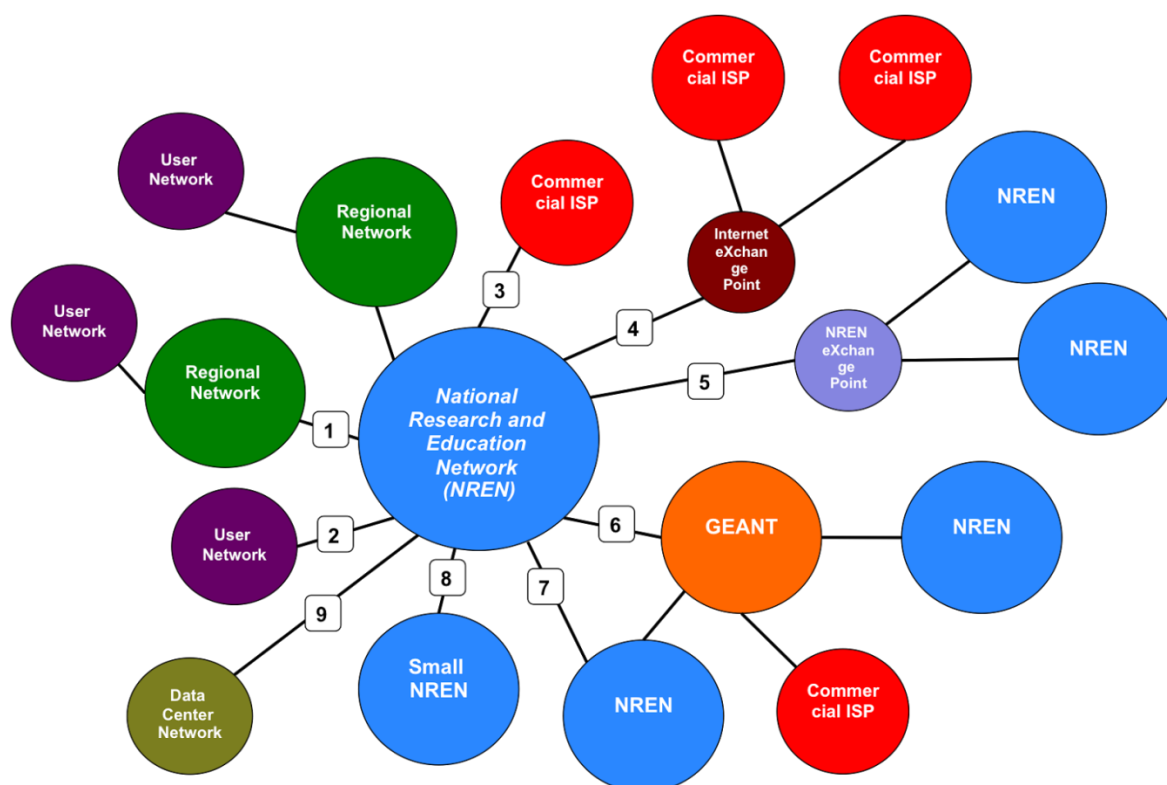 Commer
cial ISP
Commer
cial ISP
User
Network
Regional
Network
Commer
cial ISP
NREN
Internet
eXchan
ge
Point
3
4
User
Network
Regional
Network
NREN
eXchan
ge
Point
NREN
5
1
National
Research and
Education
Network
(NREN)
User
Network
2
6
GEANT
NREN
8
7
9
Small
NREN
NREN
Data
Center
Network
Commer
cial ISP